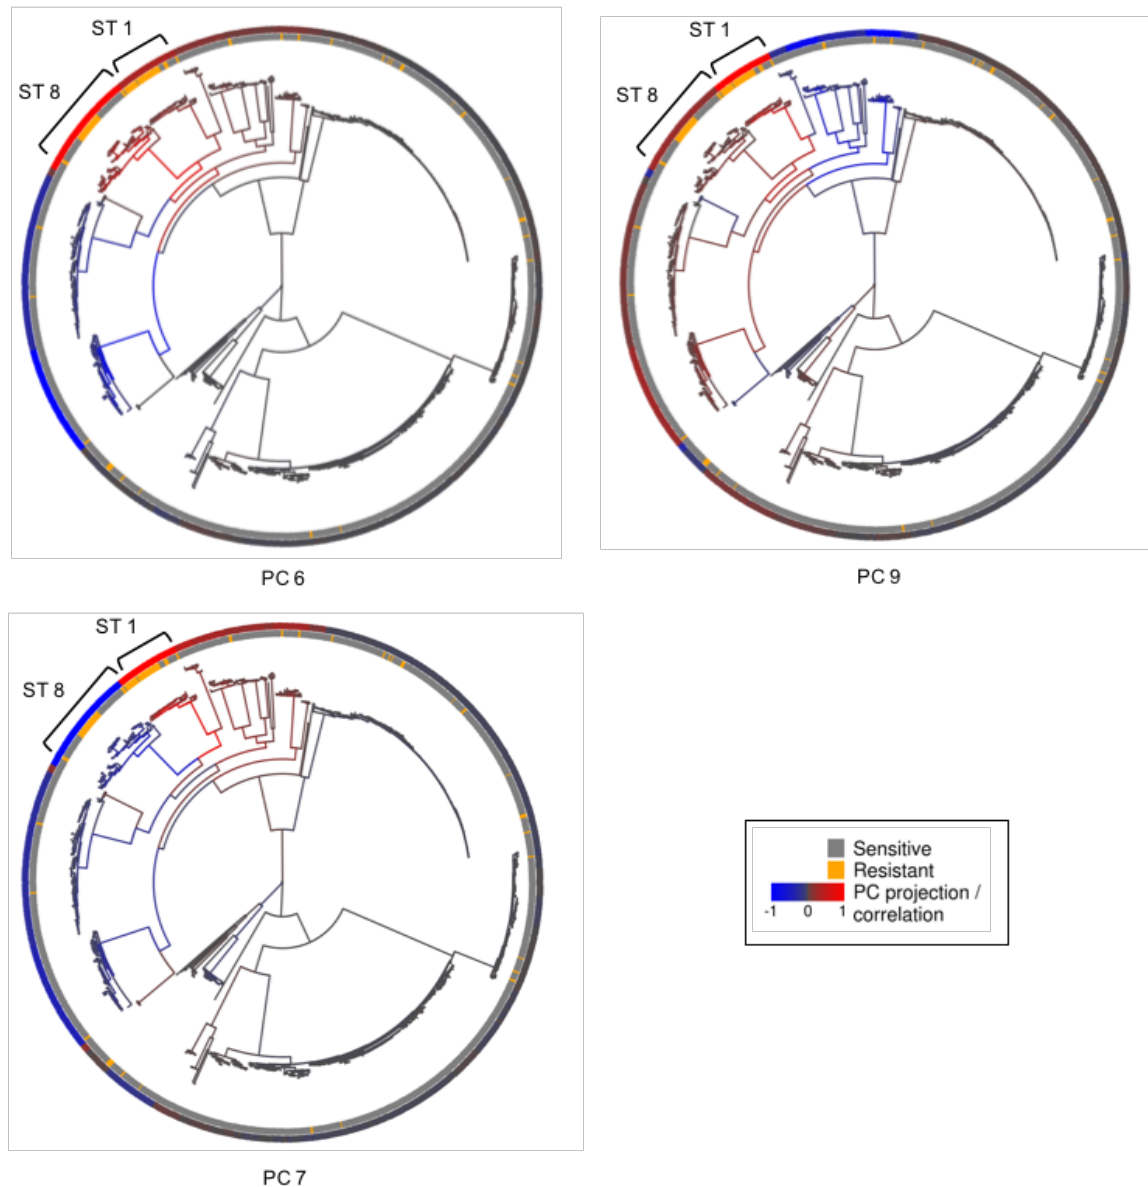 ST 1
ST 8
PC 6
ST 1
ST 8
PC 9
ST 1
ST 8
PC 7
Sensitive
Resistant
PC projection /
correlation
-1 0 1